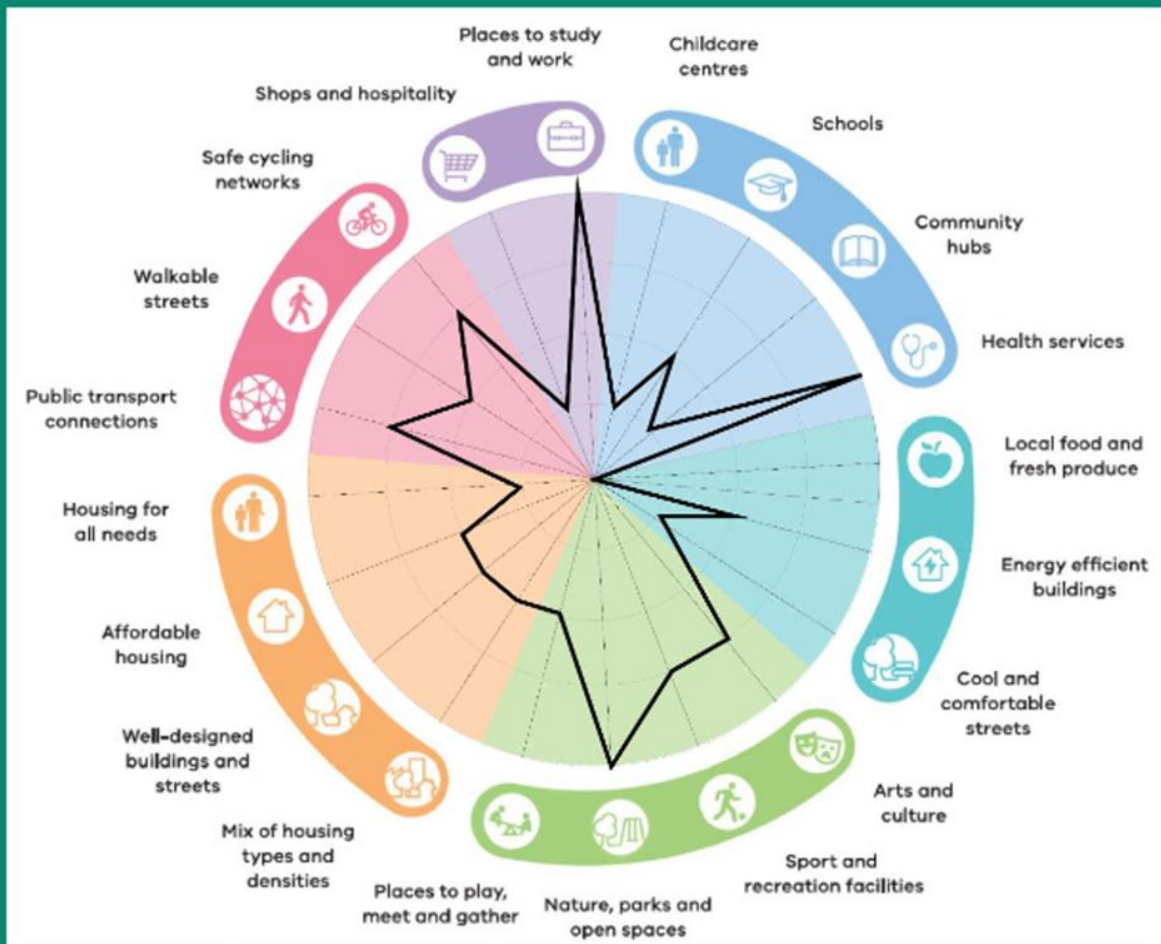 Places to study
and work
Childcare
centres
Schools
Community
hubs
Health services
Local food and
fresh produce
Energy efficient
buildings
Cool and
comfortable
streets
Arts and
culture
Sport and
recreation facilities
Nature, parks and
open spaces
Places to play,
meet and gather
Mix of housing
types and
densities
Well-designed
buildings and
streets
Affordable
housing
Housing for
all needs
Public transport
connections
Walkable
streets
Safe cycling
networks
Shops and hospitality